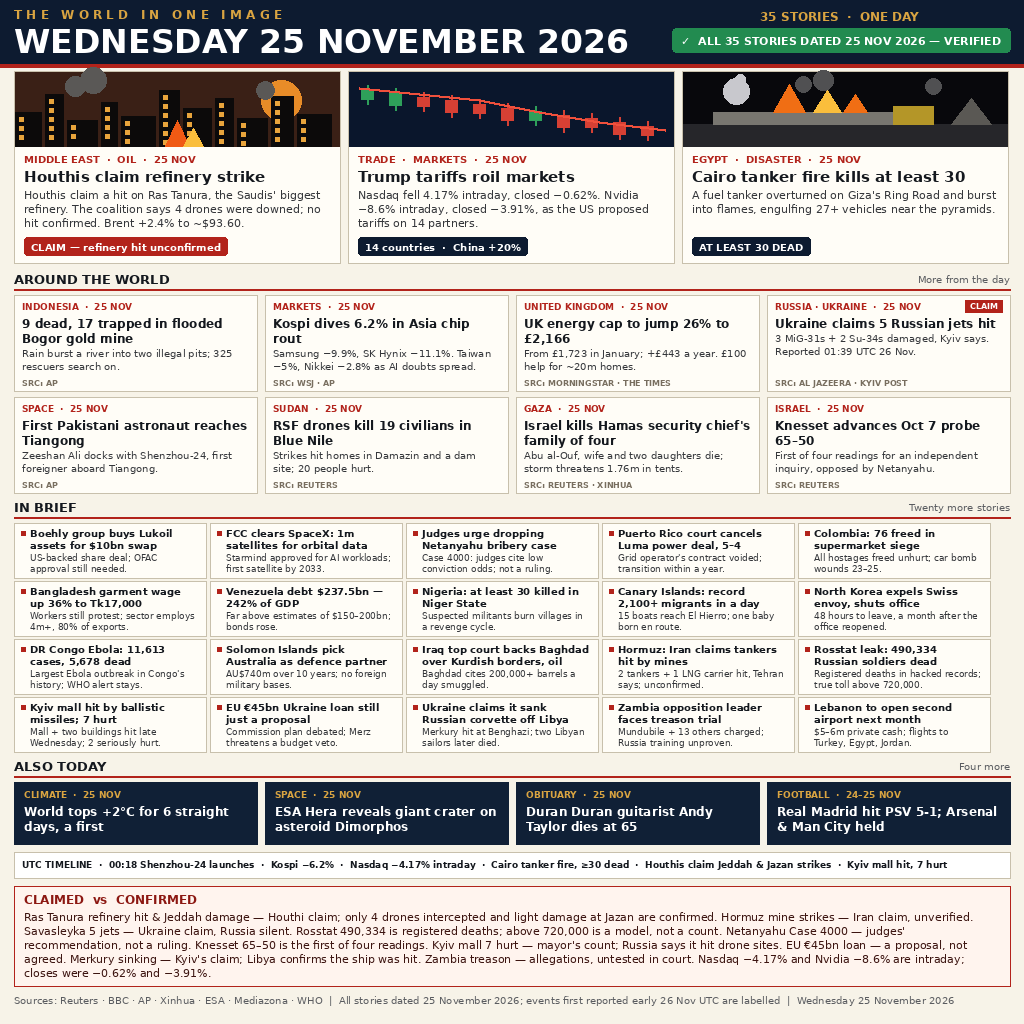 THE WORLD IN ONE IMAGE
WEDNESDAY 25 NOVEMBER 2026
35 STORIES · ONE DAY
✓ ALL 35 STORIES DATED 25 NOV 2026 — VERIFIED
MIDDLE EAST · OIL · 25 NOV
Houthis claim refinery strike
Houthis claim a hit on Ras Tanura, the Saudis' biggest
refinery. The coalition says 4 drones were downed; no
hit confirmed. Brent +2.4% to ~$93.60.
CLAIM — refinery hit unconfirmed
TRADE · MARKETS · 25 NOV
Trump tariffs roil markets
Nasdaq fell 4.17% intraday, closed −0.62%. Nvidia
−8.6% intraday, closed −3.91%, as the US proposed
tariffs on 14 partners.
14 countries · China +20%
EGYPT · DISASTER · 25 NOV
Cairo tanker fire kills at least 30
A fuel tanker overturned on Giza's Ring Road and burst
into flames, engulfing 27+ vehicles near the pyramids.
AT LEAST 30 DEAD
AROUND THE WORLD
More from the day
INDONESIA · 25 NOV
9 dead, 17 trapped in flooded
Bogor gold mine
Rain burst a river into two illegal pits; 325
rescuers search on.
SRC: AP
MARKETS · 25 NOV
Kospi dives 6.2% in Asia chip
rout
Samsung −9.9%, SK Hynix −11.1%. Taiwan
−5%, Nikkei −2.8% as AI doubts spread.
SRC: WSJ · AP
UNITED KINGDOM · 25 NOV
UK energy cap to jump 26% to
£2,166
From £1,723 in January; +£443 a year. £100
help for ~20m homes.
SRC: MORNINGSTAR · THE TIMES
RUSSIA · UKRAINE · 25 NOV
CLAIM
Ukraine claims 5 Russian jets hit
3 MiG-31s + 2 Su-34s damaged, Kyiv says.
Reported 01:39 UTC 26 Nov.
SRC: AL JAZEERA · KYIV POST
SPACE · 25 NOV
First Pakistani astronaut reaches
Tiangong
Zeeshan Ali docks with Shenzhou-24, first
foreigner aboard Tiangong.
SRC: AP
SUDAN · 25 NOV
RSF drones kill 19 civilians in
Blue Nile
Strikes hit homes in Damazin and a dam
site; 20 people hurt.
SRC: REUTERS
GAZA · 25 NOV
Israel kills Hamas security chief's
family of four
Abu al-Ouf, wife and two daughters die;
storm threatens 1.76m in tents.
SRC: REUTERS · XINHUA
ISRAEL · 25 NOV
Knesset advances Oct 7 probe
65–50
First of four readings for an independent
inquiry, opposed by Netanyahu.
SRC: REUTERS
IN BRIEF
Twenty more stories
Boehly group buys Lukoil
assets for $10bn swap
US-backed share deal; OFAC
approval still needed.
FCC clears SpaceX: 1m
satellites for orbital data
Starmind approved for AI workloads;
first satellite by 2033.
Judges urge dropping
Netanyahu bribery case
Case 4000: judges cite low
conviction odds; not a ruling.
Puerto Rico court cancels
Luma power deal, 5–4
Grid operator's contract voided;
transition within a year.
Colombia: 76 freed in
supermarket siege
All hostages freed unhurt; car bomb
wounds 23–25.
Bangladesh garment wage
up 36% to Tk17,000
Workers still protest; sector employs
4m+, 80% of exports.
Venezuela debt $237.5bn —
242% of GDP
Far above estimates of $150–200bn;
bonds rose.
Nigeria: at least 30 killed in
Niger State
Suspected militants burn villages in
a revenge cycle.
Canary Islands: record
2,100+ migrants in a day
15 boats reach El Hierro; one baby
born en route.
North Korea expels Swiss
envoy, shuts office
48 hours to leave, a month after the
office reopened.
DR Congo Ebola: 11,613
cases, 5,678 dead
Largest Ebola outbreak in Congo's
history; WHO alert stays.
Solomon Islands pick
Australia as defence partner
AU$740m over 10 years; no foreign
military bases.
Iraq top court backs Baghdad
over Kurdish borders, oil
Baghdad cites 200,000+ barrels a
day smuggled.
Hormuz: Iran claims tankers
hit by mines
2 tankers + 1 LNG carrier hit, Tehran
says; unconfirmed.
Rosstat leak: 490,334
Russian soldiers dead
Registered deaths in hacked records;
true toll above 720,000.
Kyiv mall hit by ballistic
missiles; 7 hurt
Mall + two buildings hit late
Wednesday; 2 seriously hurt.
EU €45bn Ukraine loan still
just a proposal
Commission plan debated; Merz
threatens a budget veto.
Ukraine claims it sank
Russian corvette off Libya
Merkury hit at Benghazi; two Libyan
sailors later died.
Zambia opposition leader
faces treason trial
Mundubile + 13 others charged;
Russia training unproven.
Lebanon to open second
airport next month
$5–6m private cash; flights to
Turkey, Egypt, Jordan.
ALSO TODAY
Four more
CLIMATE · 25 NOV
World tops +2°C for 6 straight
days, a first
SPACE · 25 NOV
ESA Hera reveals giant crater on
asteroid Dimorphos
OBITUARY · 25 NOV
Duran Duran guitarist Andy
Taylor dies at 65
FOOTBALL · 24–25 NOV
Real Madrid hit PSV 5-1; Arsenal
& Man City held
UTC TIMELINE · 00:18 Shenzhou-24 launches · Kospi −6.2% · Nasdaq −4.17% intraday · Cairo tanker fire, ≥30 dead · Houthis claim Jeddah & Jazan strikes · Kyiv mall hit, 7 hurt
CLAIMED vs CONFIRMED
Ras Tanura refinery hit & Jeddah damage — Houthi claim; only 4 drones intercepted and light damage at Jazan are confirmed. Hormuz mine strikes — Iran claim, unverified.
Savasleyka 5 jets — Ukraine claim, Russia silent. Rosstat 490,334 is registered deaths; above 720,000 is a model, not a count. Netanyahu Case 4000 — judges'
recommendation, not a ruling. Knesset 65–50 is the first of four readings. Kyiv mall 7 hurt — mayor's count; Russia says it hit drone sites. EU €45bn loan — a proposal, not
agreed. Merkury sinking — Kyiv's claim; Libya confirms the ship was hit. Zambia treason — allegations, untested in court. Nasdaq −4.17% and Nvidia −8.6% are intraday;
closes were −0.62% and −3.91%.
Sources: Reuters · BBC · AP · Xinhua · ESA · Mediazona · WHO | All stories dated 25 November 2026; events first reported early 26 Nov UTC are labelled | Wednesday 25 November 2026